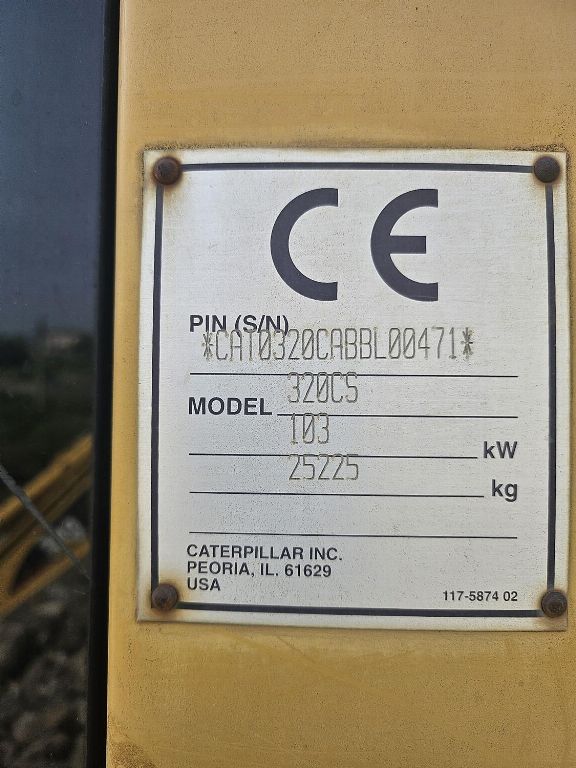 CE
PIN (S/N)
*CAT0320CABBL00471*
320CS
MODEL
103
kW
25225
kg
CATERPILLAR INC.
PEORIA, IL. 61629
USA
117-5874 02